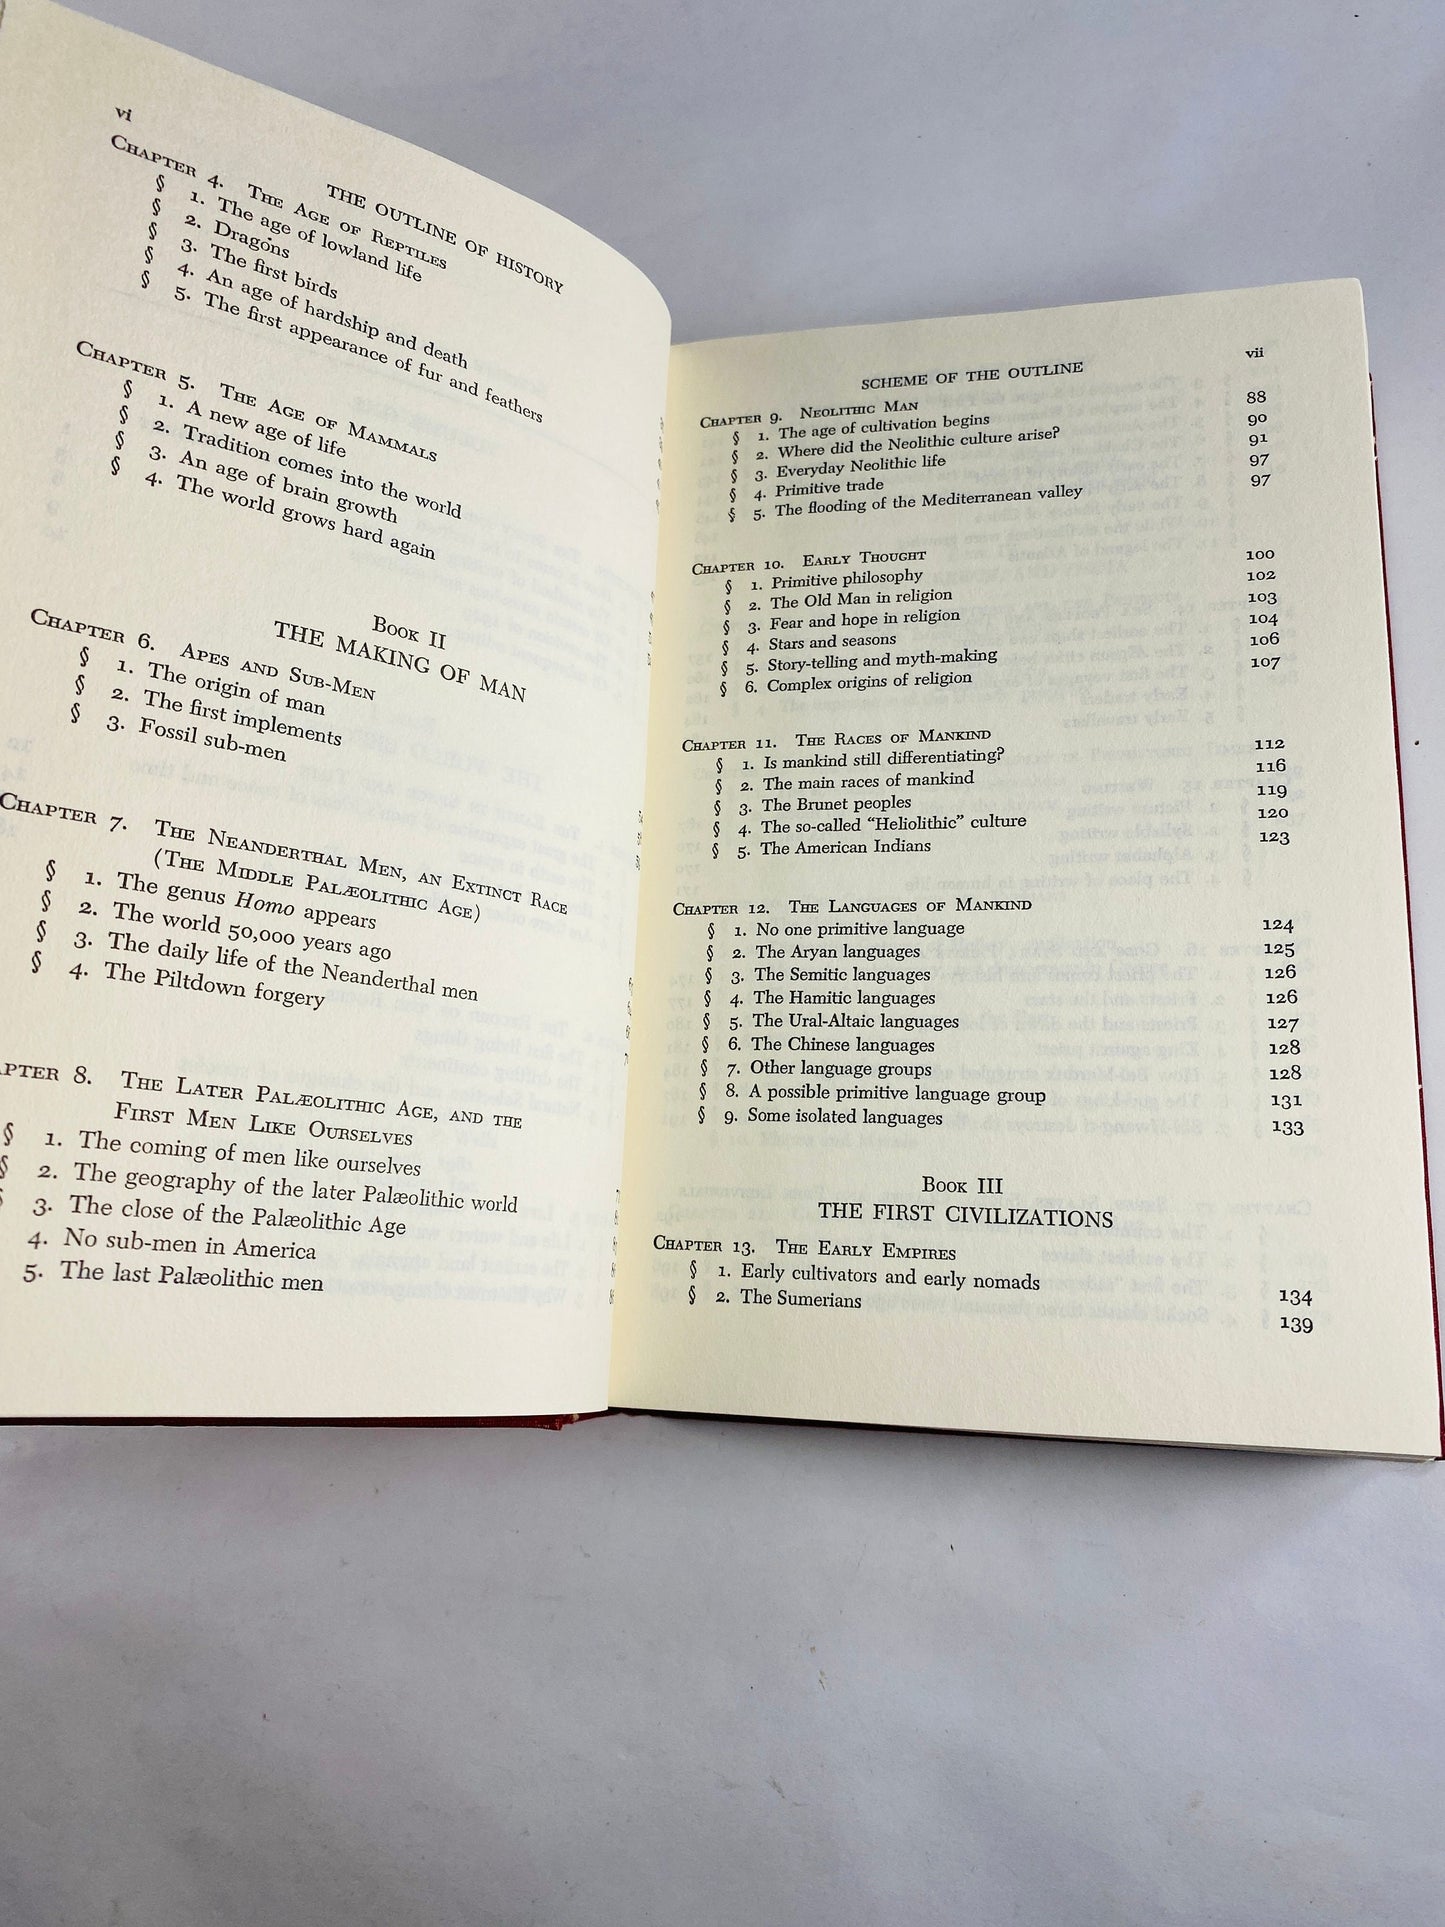 vi
THE OUTLINE OF HISTORY
CHAPTER 4. THE AGE OF REPTILES
§ 1. The age of lowland life
§ 2. Dragons
§ 3. The first birds
§ 4. An age of hardship and death
§ 5. The first appearance of fur and feathers
CHAPTER 5. THE AGE OF MAMMALS
§ 1. A new age of life
§ 2. Tradition comes into the world
§ 3. An age of brain growth
§ 4. The world grows hard again
BOOK II
THE MAKING OF MAN
CHAPTER 6. APES AND SUB-MEN
§ 1. The origin of man
§ 2. The first implements
§ 3. Fossil sub-men
CHAPTER 7. THE NEANDERTHAL MEN, AN EXTINCT RACE
(THE MIDDLE PALÆOLITHIC AGE)
§ 1. The genus Homo appears
§ 2. The world 50,000 years ago
§ 3. The daily life of the Neanderthal men
§ 4. The Piltdown forgery
PTER 8. THE LATER PALÆOLITHIC AGE, AND THE
FIRST MEN LIKE OURSELVES
§ 1. The coming of men like ourselves
§ 2. The geography of the later Palæolithic world
§ 3. The close of the Palæolithic Age
4. No sub-men in America
5. The last Palæolithic men
SCHEME OF THE OUTLINE vii
CHAPTER 9. NEOLITHIC MAN
§ 1. The age of cultivation begins 88
§ 2. Where did the Neolithic culture arise? 90
§ 3. Everyday Neolithic life 91
§ 4. Primitive trade 97
§ 5. The flooding of the Mediterranean valley 97
CHAPTER 10. EARLY THOUGHT
§ 1. Primitive philosophy 100
§ 2. The Old Man in religion 102
§ 3. Fear and hope in religion 103
§ 4. Stars and seasons 104
§ 5. Story-telling and myth-making 106
§ 6. Complex origins of religion 107
CHAPTER 11. THE RACES OF MANKIND
§ 1. Is mankind still differentiating? 112
§ 2. The main races of mankind 116
§ 3. The Brunet peoples 119
§ 4. The so-called "Heliolithic" culture 120
§ 5. The American Indians 123
CHAPTER 12. THE LANGUAGES OF MANKIND
§ 1. No one primitive language 124
§ 2. The Aryan languages 125
§ 3. The Semitic languages 126
§ 4. The Hamitic languages 126
§ 5. The Ural-Altaic languages 127
§ 6. The Chinese languages 128
§ 7. Other language groups 128
§ 8. A possible primitive language group 131
§ 9. Some isolated languages 133
BOOK III
THE FIRST CIVILIZATIONS
CHAPTER 13. THE EARLY EMPIRES
§ 1. Early cultivators and early nomads 134
§ 2. The Sumerians 139